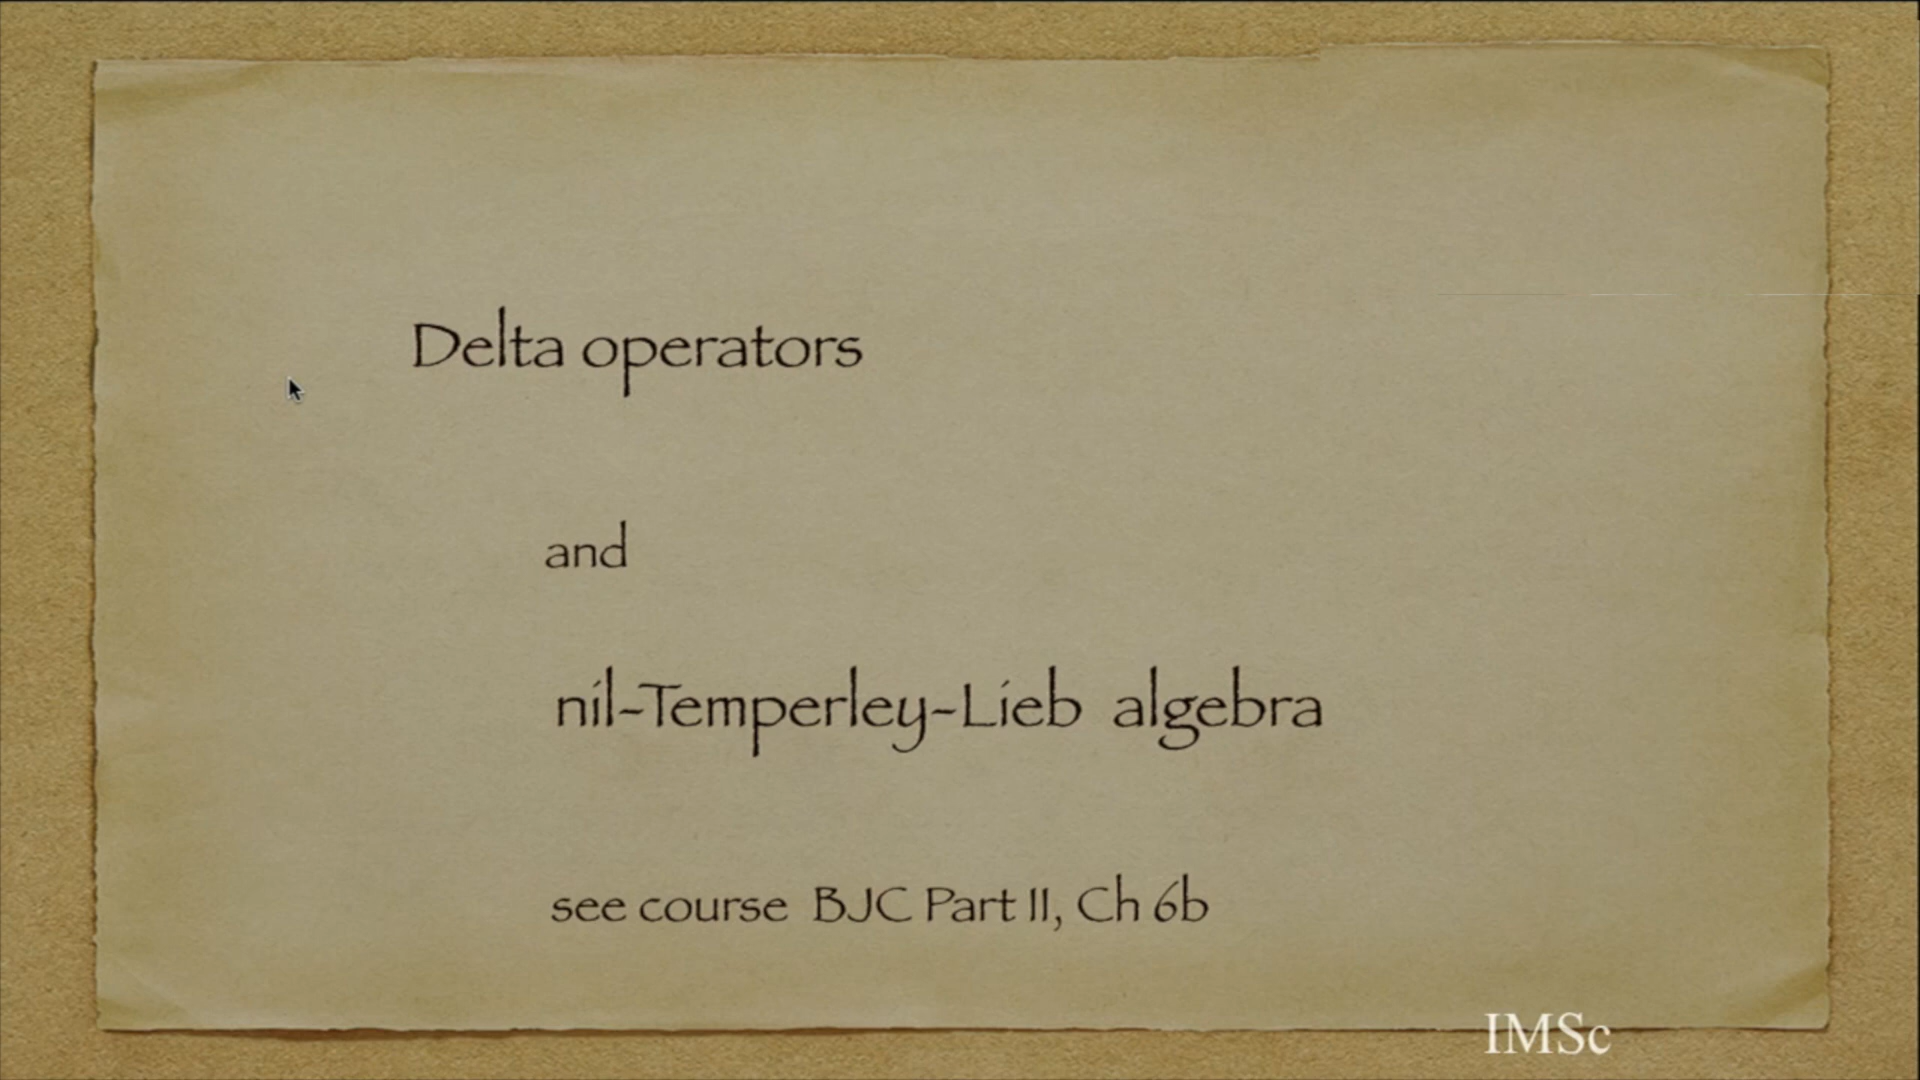 Delta operators
and
nil-Temperley-Lieb algebra
see course BJC Part II, Ch 6b
IMSc